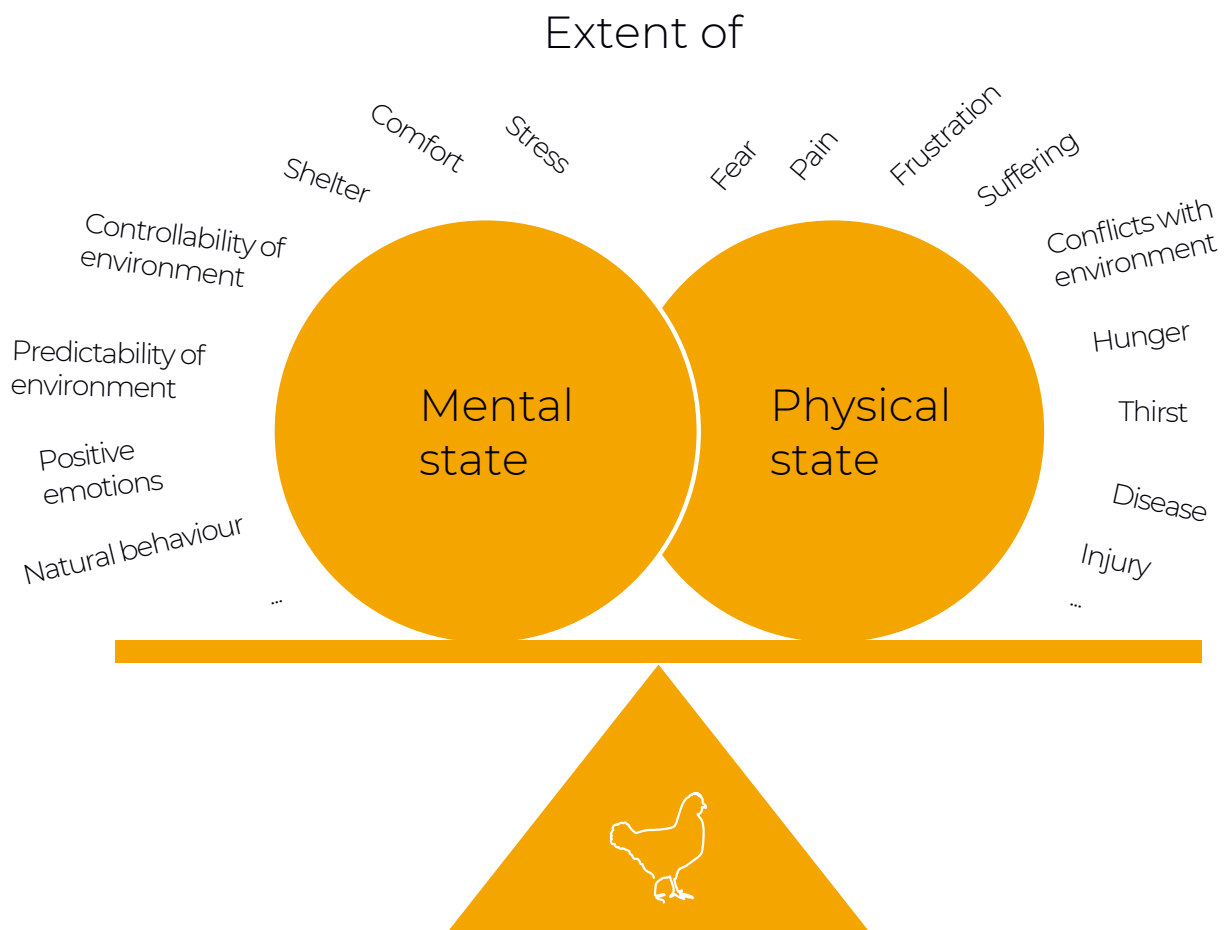 Extent of
Stress
Comfort
Shelter
Controllability of
environment
Predictability of
environment
Positive
emotions
Natural behaviour
...
Fear
Pain
Frustration
Suffering
Conflicts with
environment
Hunger
Thirst
Disease
Injury
...
Mental
state
Physical
state